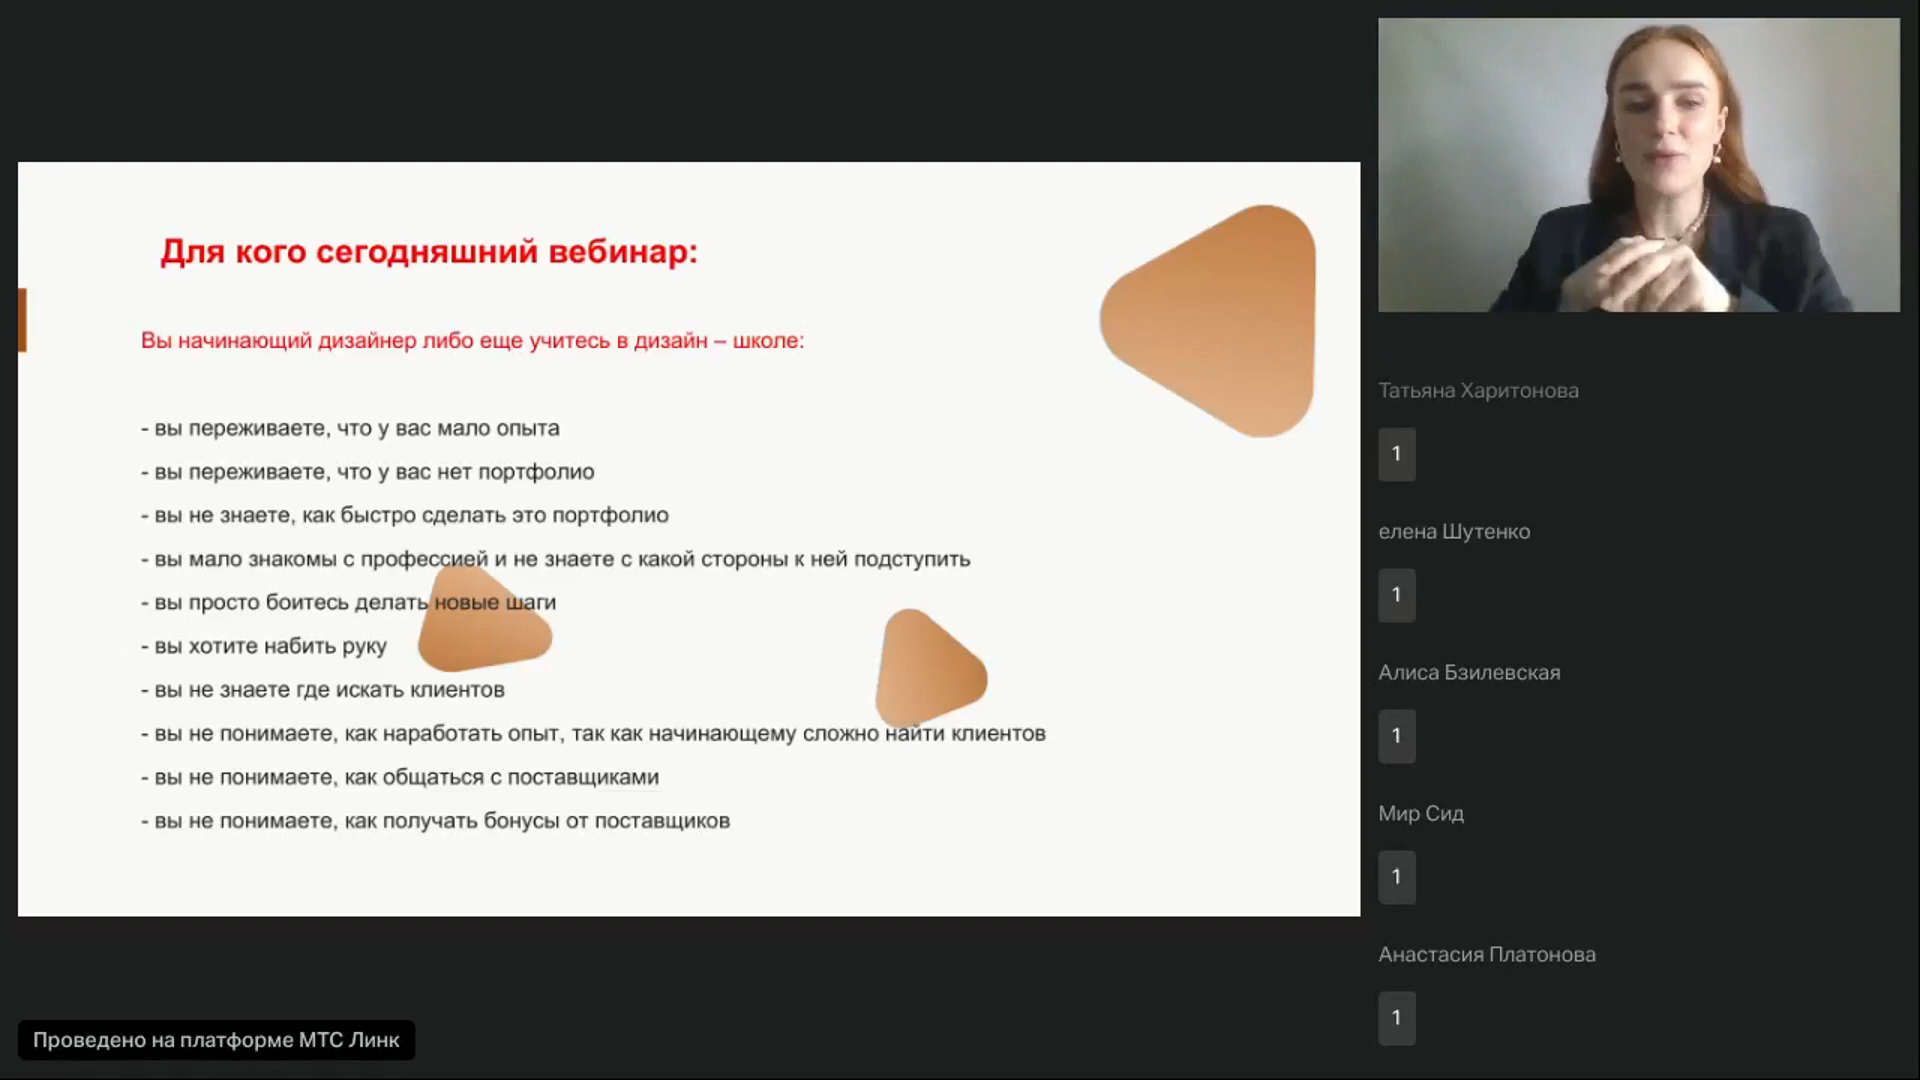 Для кого сегодняшний вебинар:
Вы начинающий дизайнер либо еще учитесь в дизайн – школе:
- вы переживаете, что у вас мало опыта
- вы переживаете, что у вас нет портфолио
- вы не знаете, как быстро сделать это портфолио
- вы мало знакомы с профессией и не знаете с какой стороны к ней подступить
- вы просто боитесь делать новые шаги
- вы хотите набить руку
- вы не знаете где искать клиентов
- вы не понимаете, как наработать опыт, так как начинающему сложно найти клиентов
- вы не понимаете, как общаться с поставщиками
- вы не понимаете, как получать бонусы от поставщиков
Татьяна Харитонова
1
елена Шутенко
1
Алиса Бзилевская
1
Мир Сид
1
Анастасия Платонова
1
Проведено на платформе МТС Линк